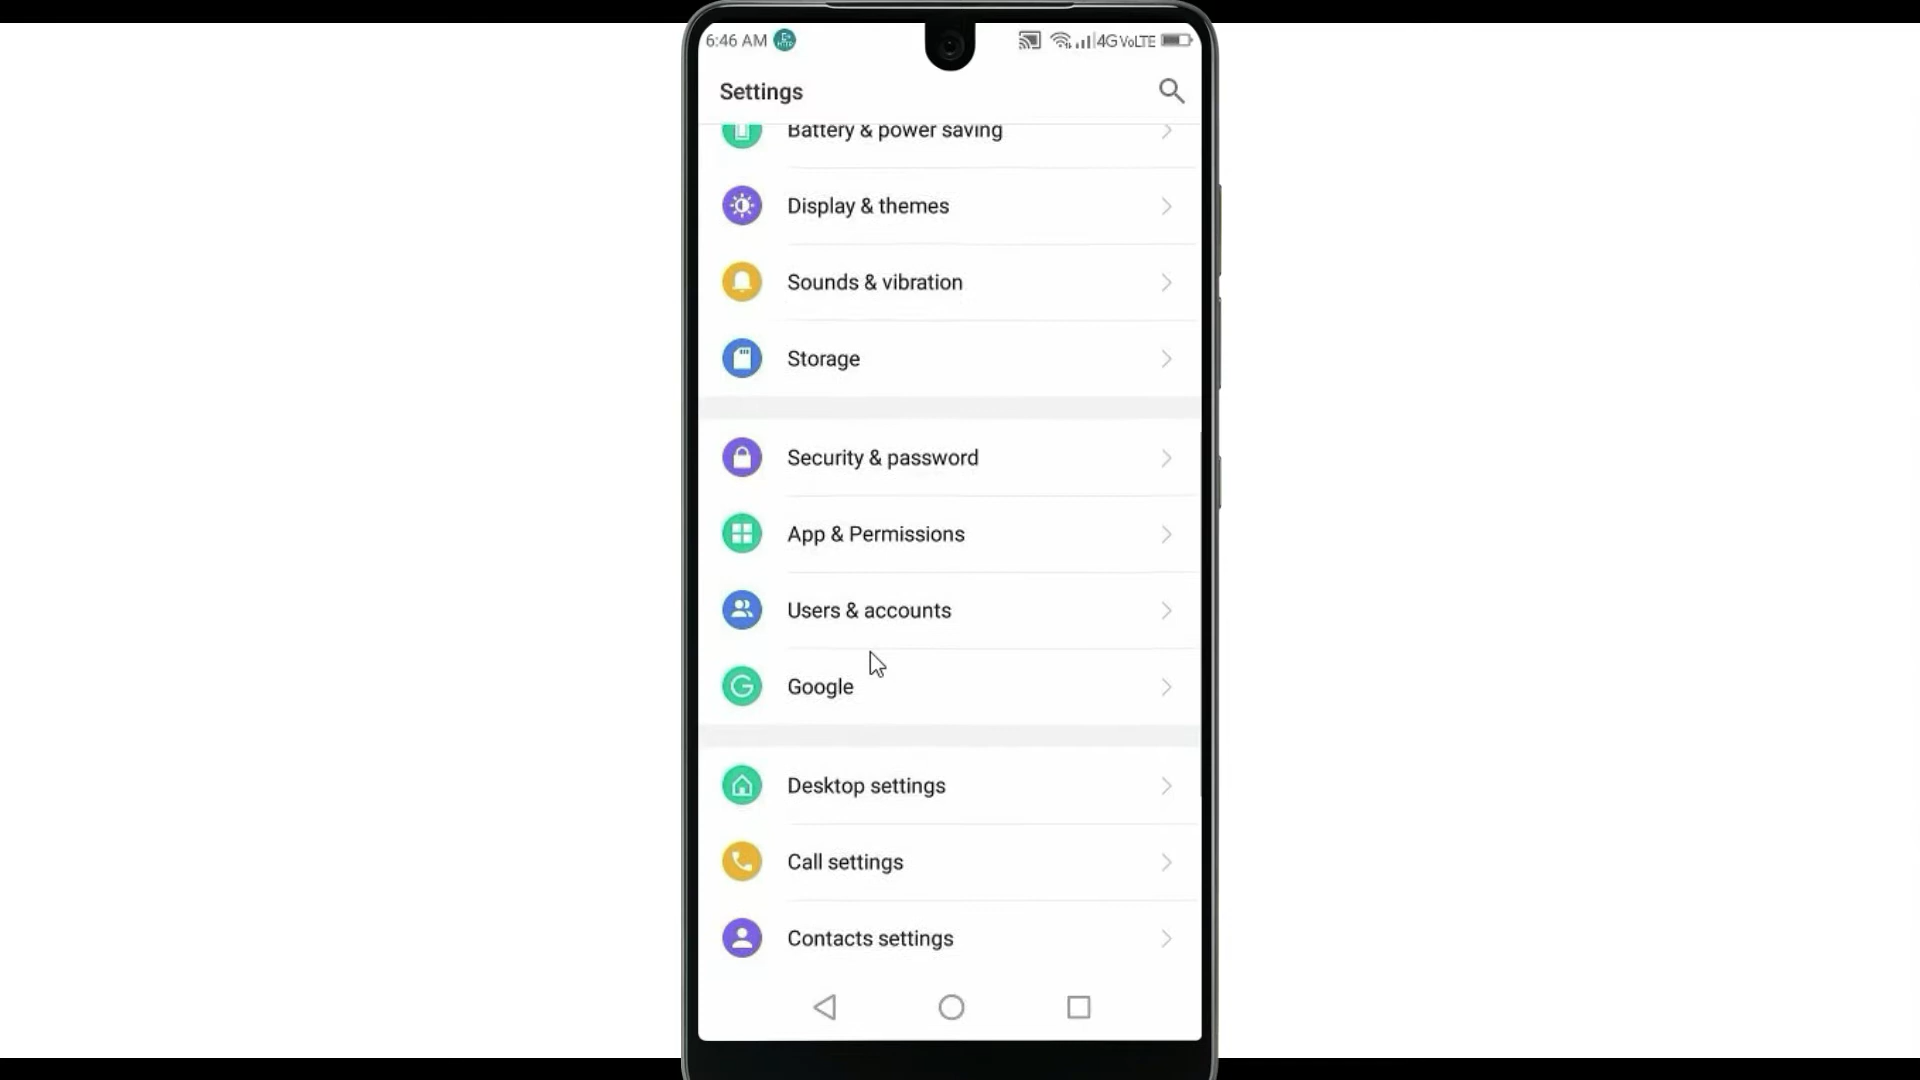 6:46 AM 4G VoLTE
Settings
Battery & power saving
Display & themes
Sounds & vibration
Storage
Security & password
App & Permissions
Users & accounts
Google
Desktop settings
Call settings
Contacts settings